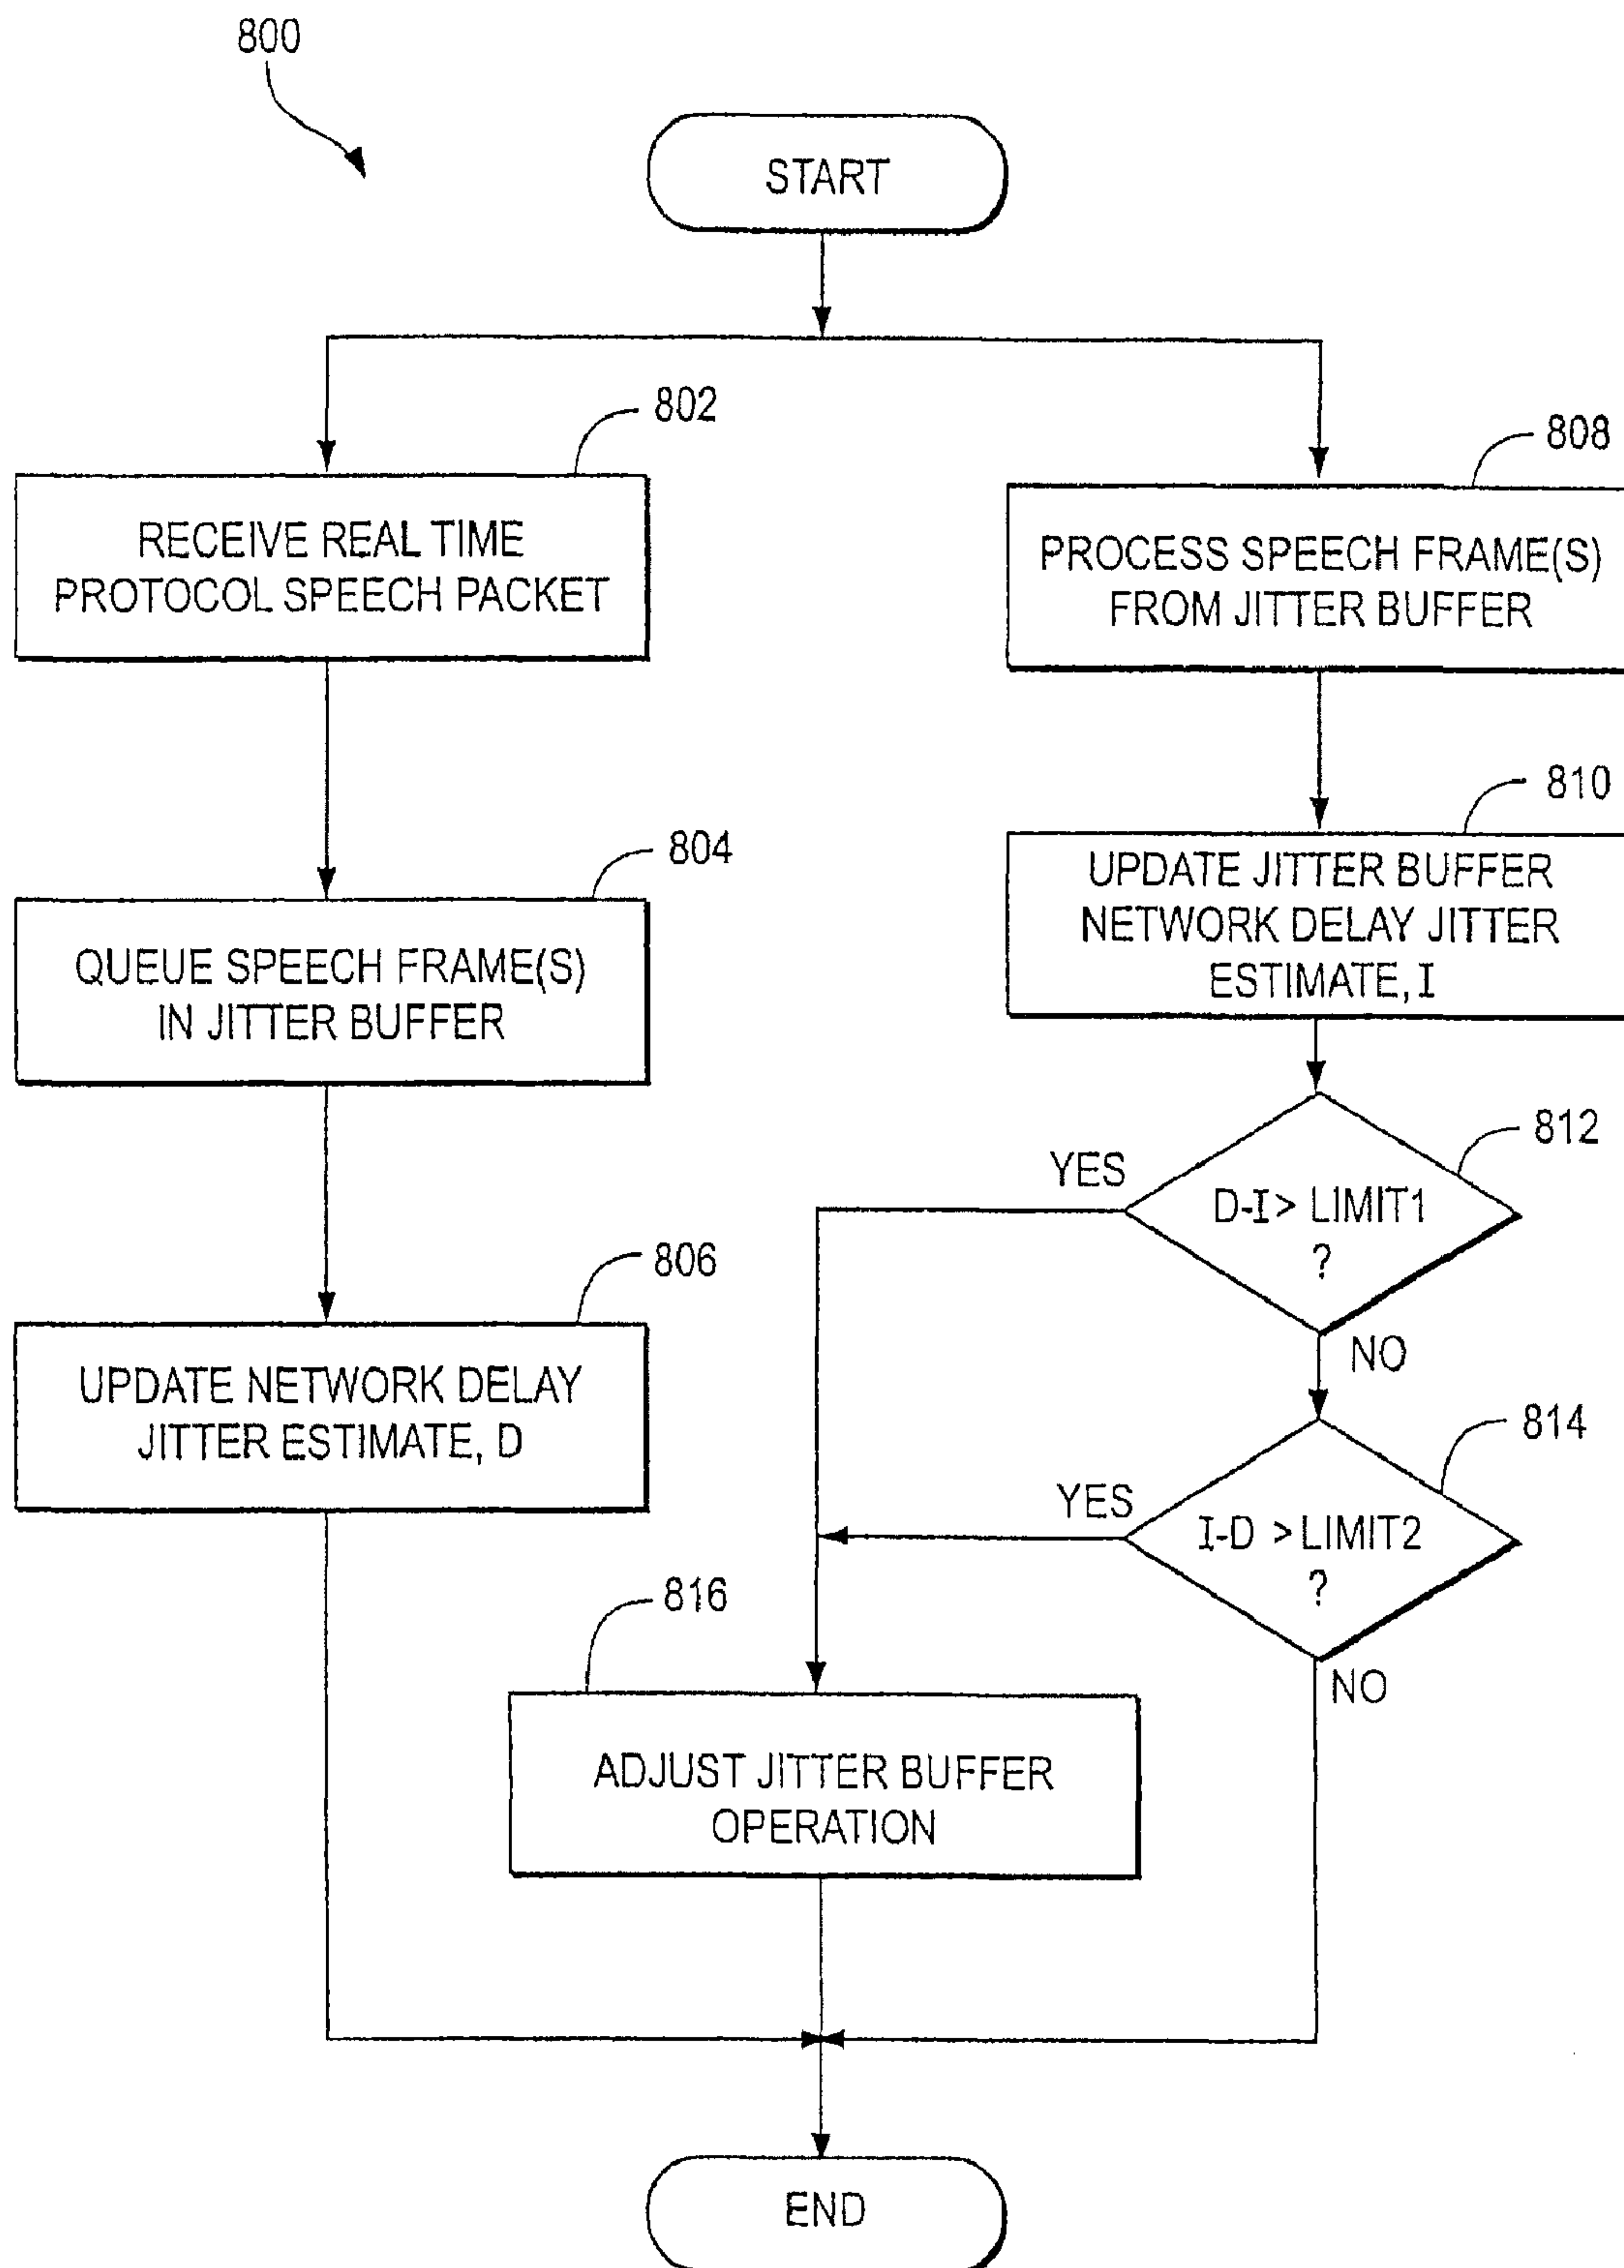 800
START
802
RECEIVE REAL TIME
PROTOCOL SPEECH PACKET
804
QUEUE SPEECH FRAME(S)
IN JITTER BUFFER
806
UPDATE NETWORK DELAY
JITTER ESTIMATE, D
808
PROCESS SPEECH FRAME(S)
FROM JITTER BUFFER
810
UPDATE JITTER BUFFER
NETWORK DELAY JITTER
ESTIMATE, I
812
YES
D-I> LIMIT1
?
NO
814
YES
I-D >LIMIT2
?
NO
816
ADJUST JITTER BUFFER
OPERATION
END